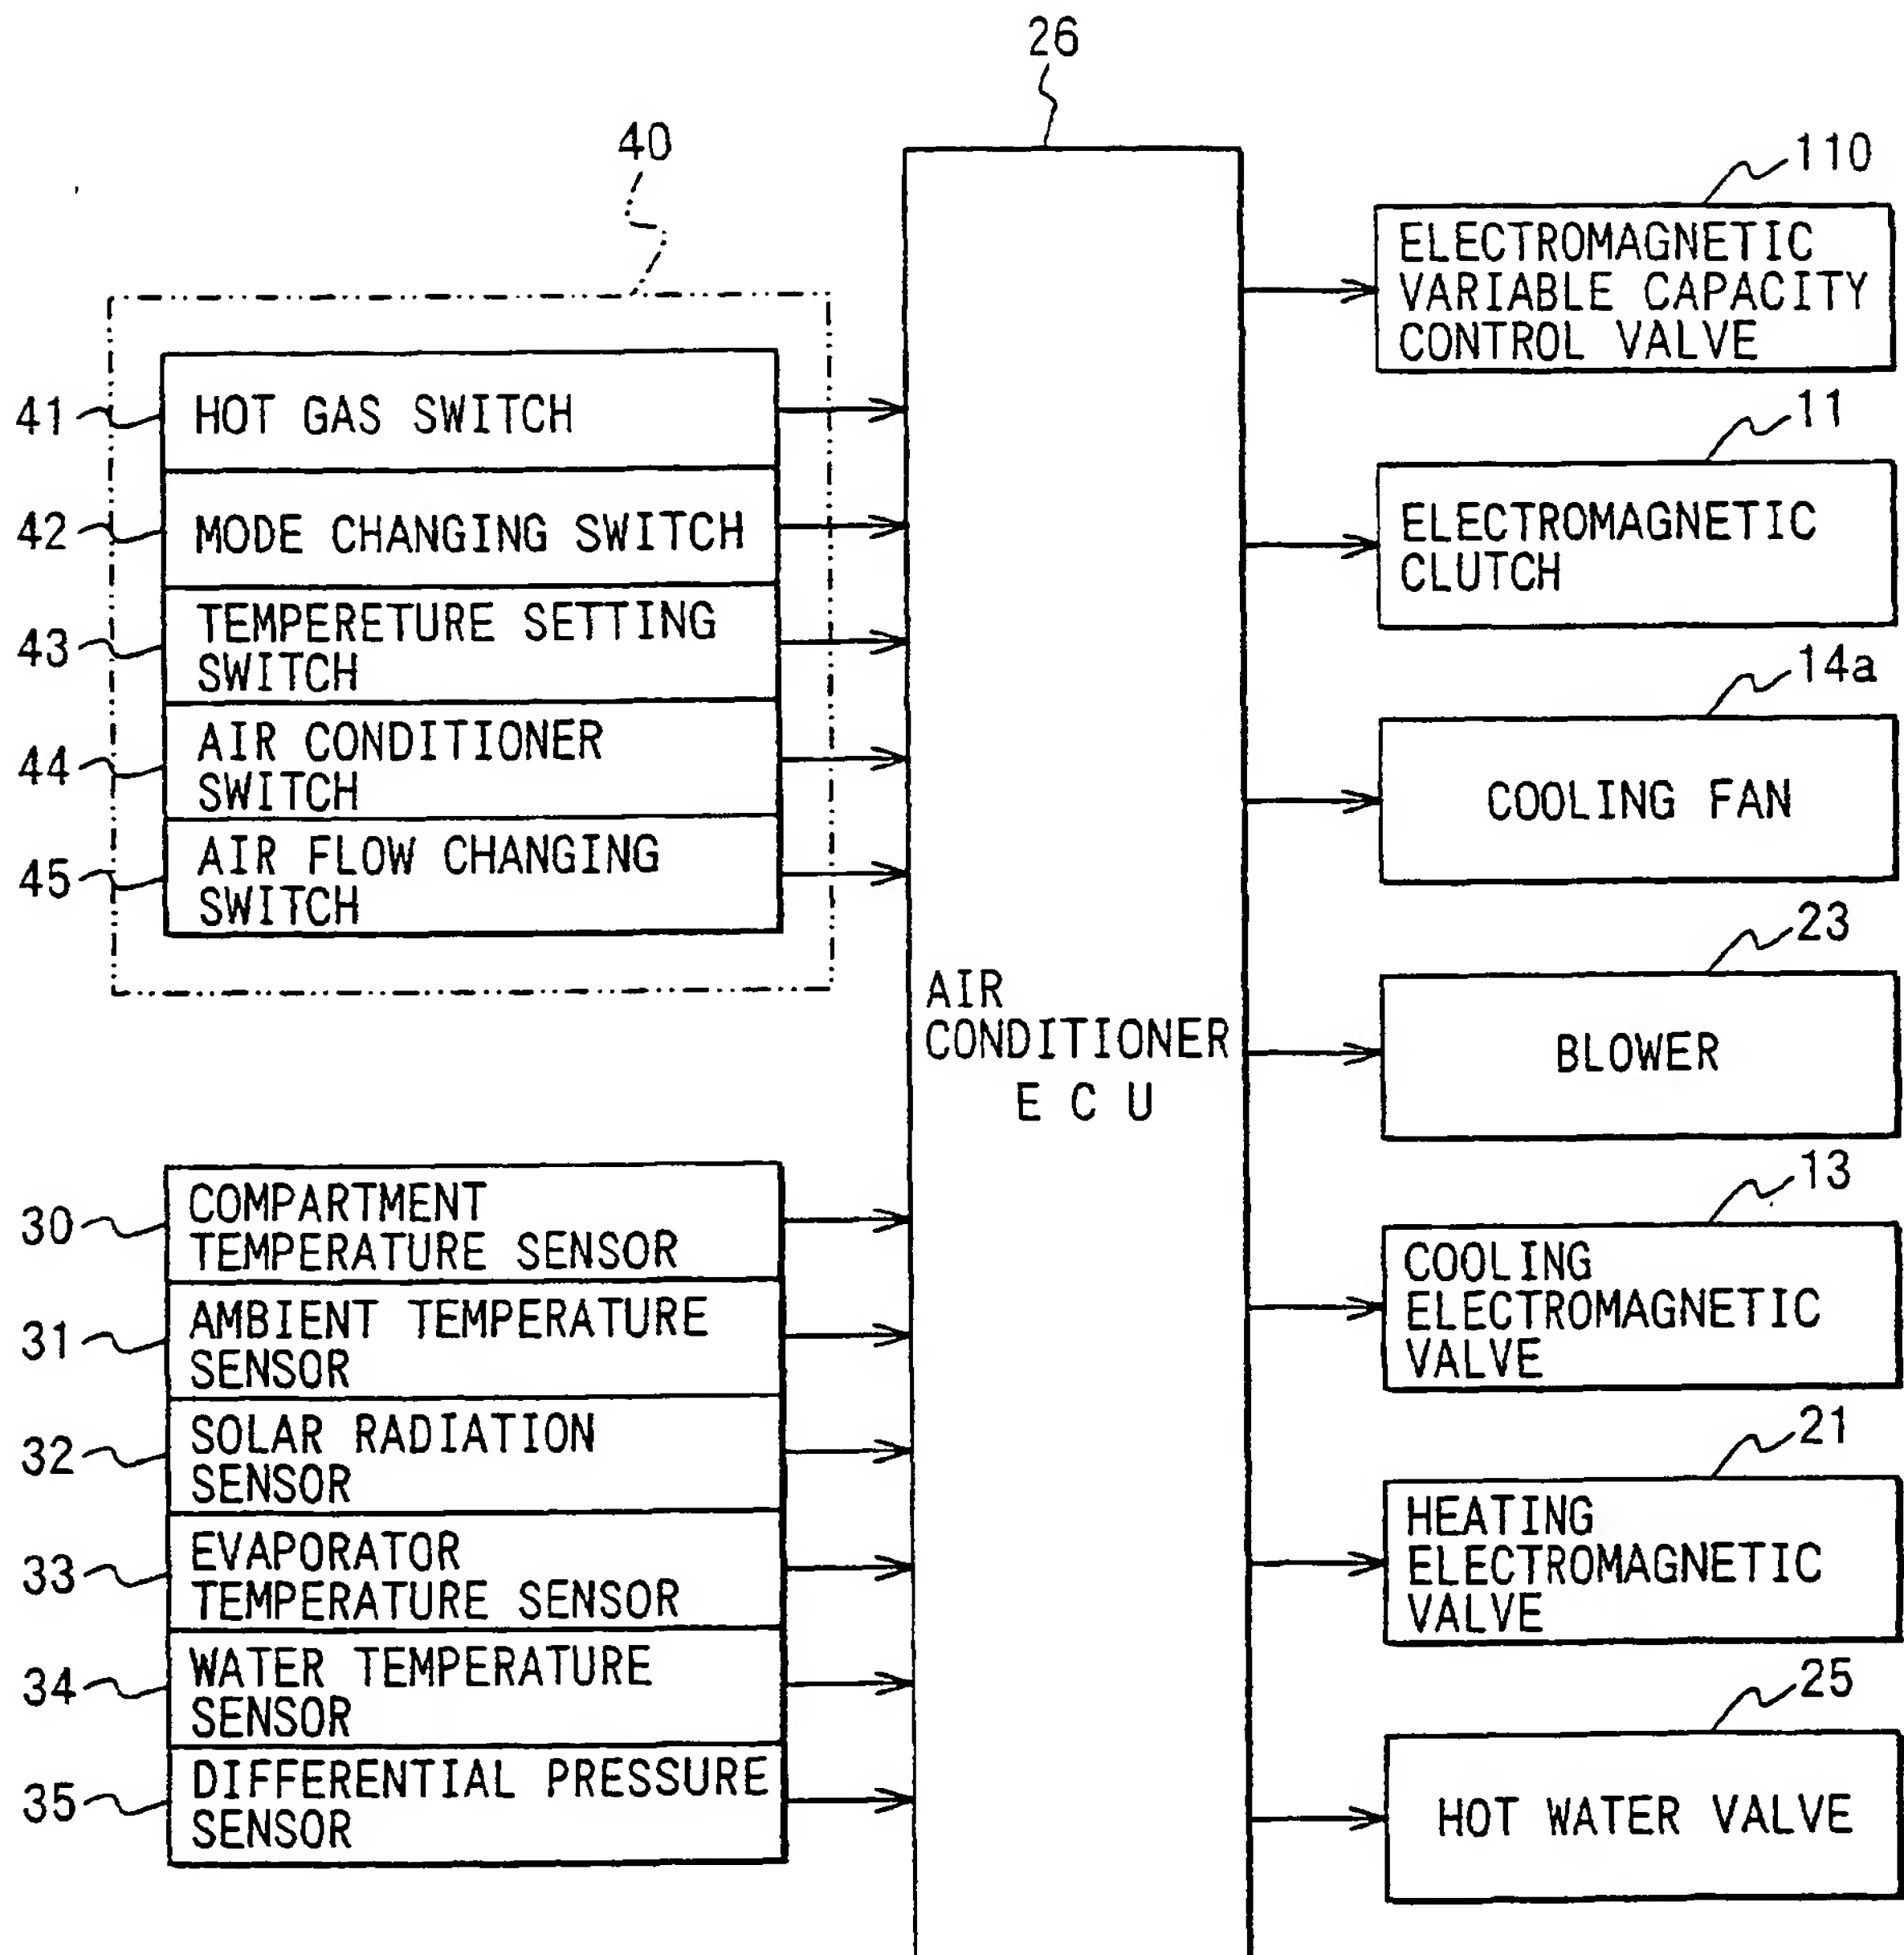 26
40
41
HOT GAS SWITCH
42
MODE CHANGING SWITCH
43
TEMPERETURE SETTING
SWITCH
44
AIR CONDITIONER
SWITCH
45
AIR FLOW CHANGING
SWITCH
30
COMPARTMENT
TEMPERATURE SENSOR
31
AMBIENT TEMPERATURE
SENSOR
32
SOLAR RADIATION
SENSOR
33
EVAPORATOR
TEMPERATURE SENSOR
34
WATER TEMPERATURE
SENSOR
35
DIFFERENTIAL PRESSURE
SENSOR
AIR
CONDITIONER
E C U
110
ELECTROMAGNETIC
VARIABLE CAPACITY
CONTROL VALVE
11
ELECTROMAGNETIC
CLUTCH
14a
COOLING FAN
23
BLOWER
13
COOLING
ELECTROMAGNETIC
VALVE
21
HEATING
ELECTROMAGNETIC
VALVE
25
HOT WATER VALVE